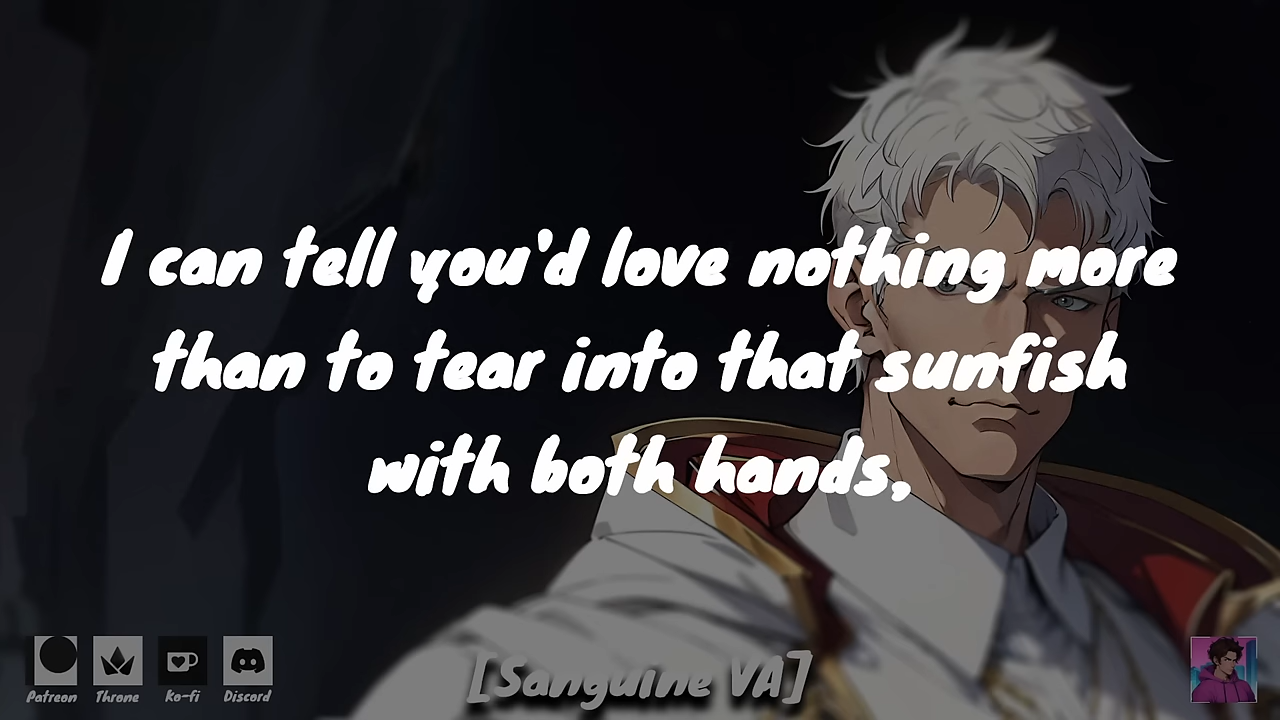 I can tell you'd love nothing more
than to tear into that sunfish
with both hands,
[Sanguine VA]
Patreon Throne Ko-fi Discord